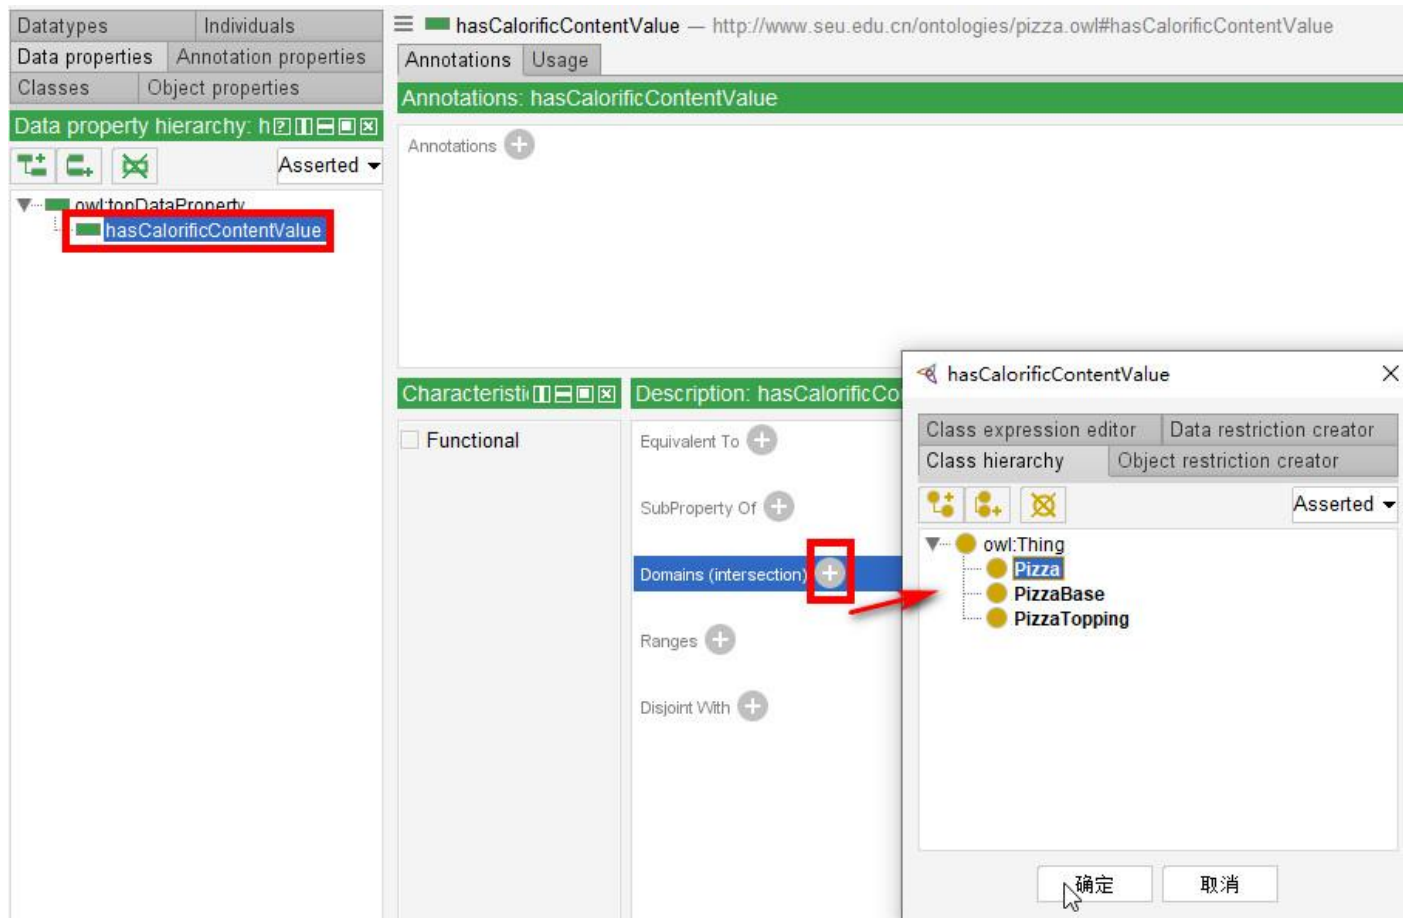 Datatypes
Individuals
Data properties
Annotation properties
Classes
Object properties
Data property hierarchy: h
Asserted
owl:topDataProperty
hasCalorificContentValue
hasCalorificContentValue — http://www.seu.edu.cn/ontologies/pizza.owl#hasCalorificContentValue
Annotations
Usage
Annotations: hasCalorificContentValue
Annotations
Characteristi
Functional
Description: hasCalorificCo
Equivalent To
SubProperty Of
Domains (intersection)
Ranges
Disjoint With
hasCalorificContentValue
Class expression editor
Data restriction creator
Class hierarchy
Object restriction creator
Asserted
owl:Thing
Pizza
PizzaBase
PizzaTopping
确定
取消